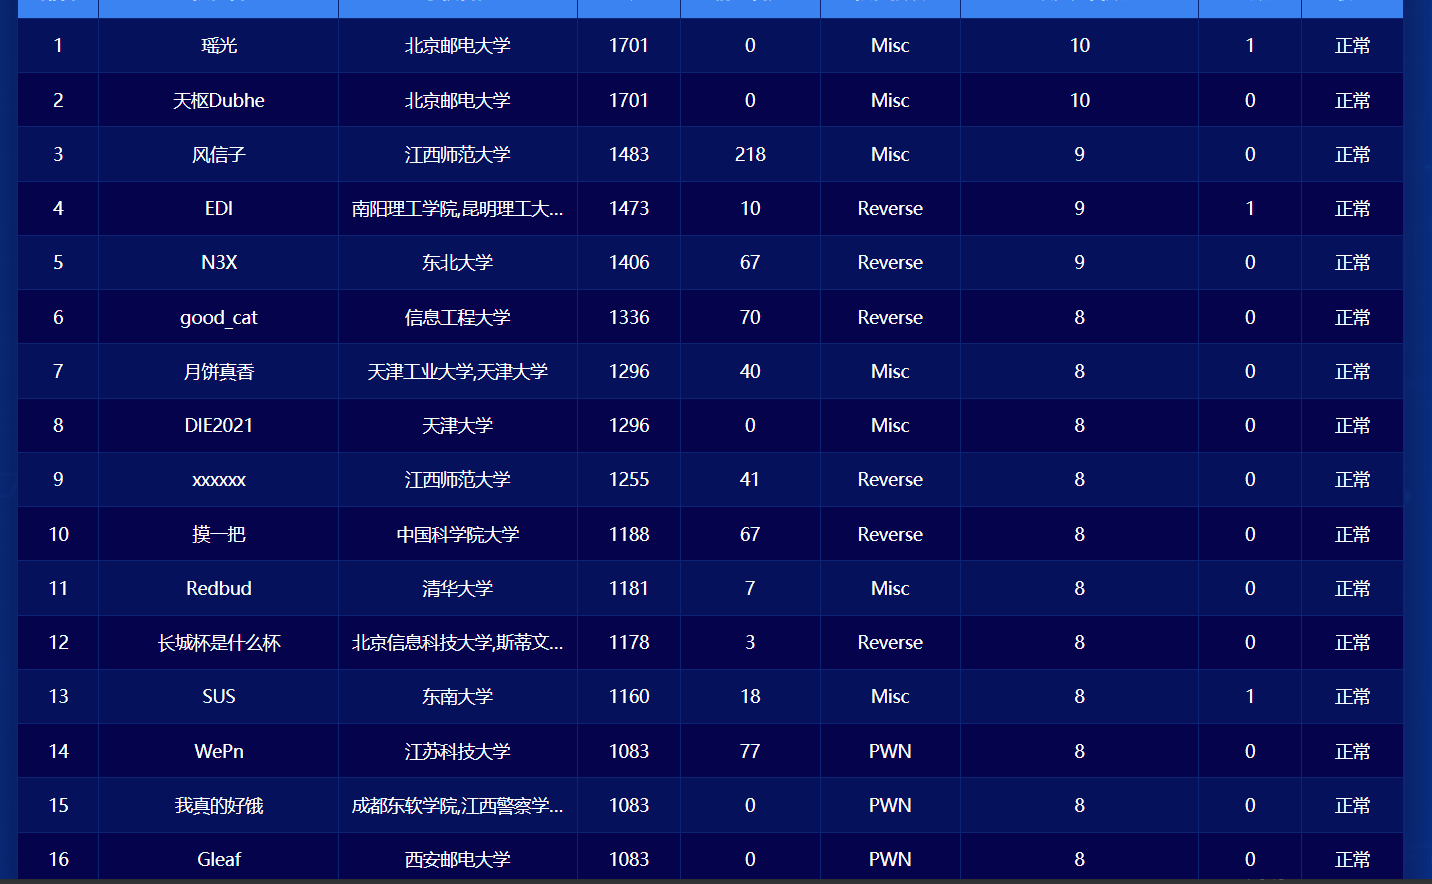 1 瑶光 北京邮电大学 1701 0 Misc 10 1 正常
2 天枢Dubhe 北京邮电大学 1701 0 Misc 10 0 正常
3 风信子 江西师范大学 1483 218 Misc 9 0 正常
4 EDI 南阳理工学院,昆明理工大... 1473 10 Reverse 9 1 正常
5 N3X 东北大学 1406 67 Reverse 9 0 正常
6 good_cat 信息工程大学 1336 70 Reverse 8 0 正常
7 月饼真香 天津工业大学,天津大学 1296 40 Misc 8 0 正常
8 DIE2021 天津大学 1296 0 Misc 8 0 正常
9 xxxxxx 江西师范大学 1255 41 Reverse 8 0 正常
10 摸一把 中国科学院大学 1188 67 Reverse 8 0 正常
11 Redbud 清华大学 1181 7 Misc 8 0 正常
12 长城杯是什么杯 北京信息科技大学,斯蒂文... 1178 3 Reverse 8 0 正常
13 SUS 东南大学 1160 18 Misc 8 1 正常
14 WePn 江苏科技大学 1083 77 PWN 8 0 正常
15 我真的好饿 成都东软学院,江西警察学... 1083 0 PWN 8 0 正常
16 Gleaf 西安邮电大学 1083 0 PWN 8 0 正常